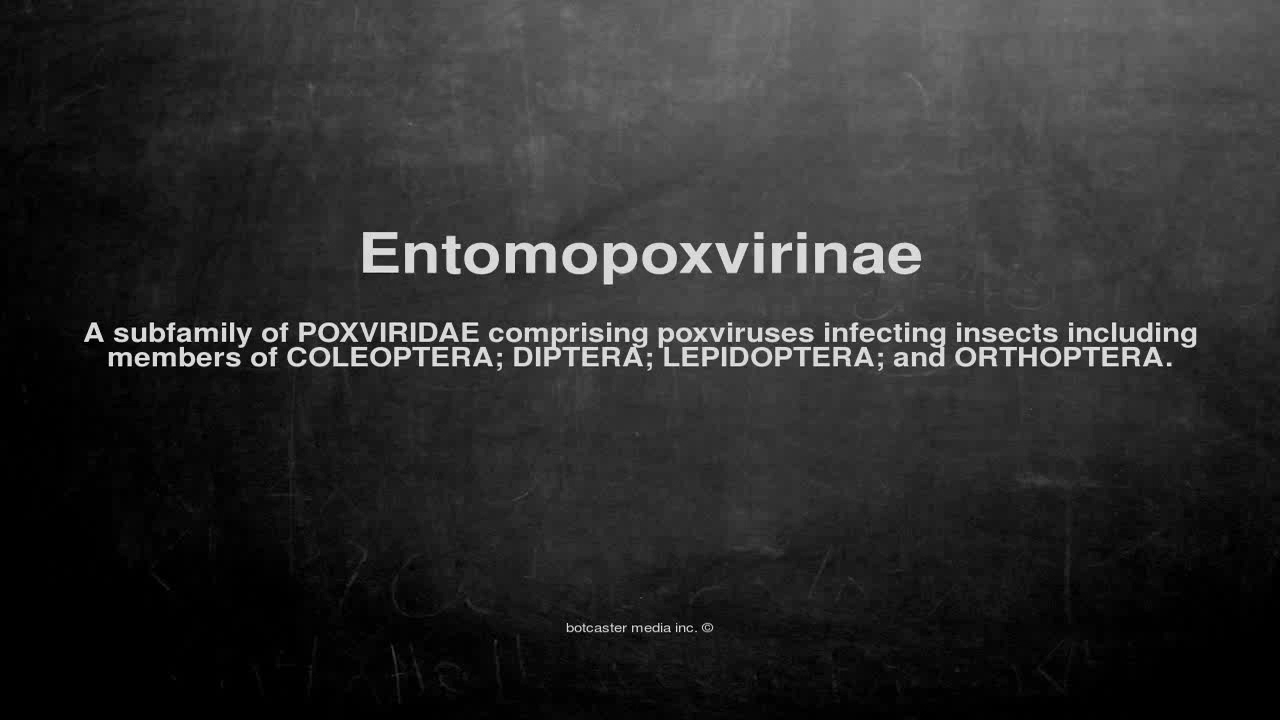 Entomopoxvirinae
A subfamily of POXVIRIDAE comprising poxviruses infecting insects including
members of COLEOPTERA; DIPTERA; LEPIDOPTERA; and ORTHOPTERA.
botcaster media inc. ©